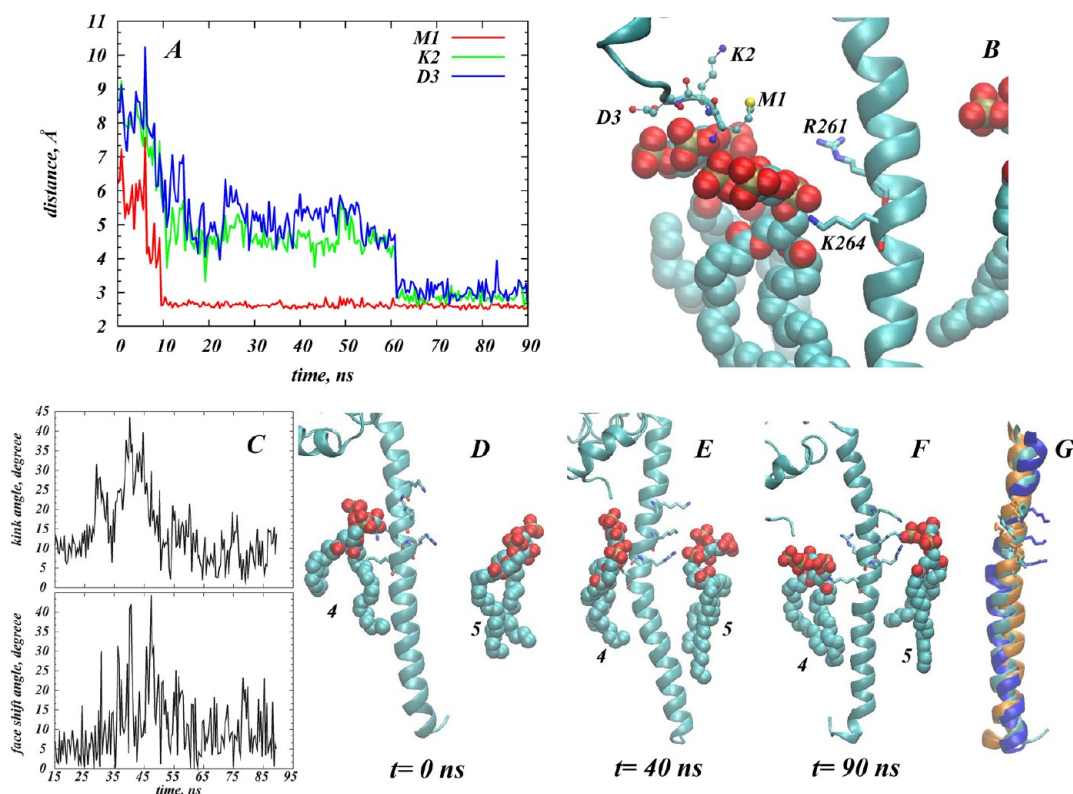 A
M1
K2
D3
distance, Å
11
10
9
8
7
6
5
4
3
2
0 10 20 30 40 50 60 70 80 90
time, ns
B
K2
M1
D3
R261
K264
C
kink angle, degreece
45
40
35
30
25
20
15
10
5
0
face shift angle, degreece
45
40
35
30
25
20
15
10
5
0
15 25 35 45 55 65 75 85 95
time, ns
D
4
5
t= 0 ns
E
4
5
t= 40 ns
F
4
5
t= 90 ns
G